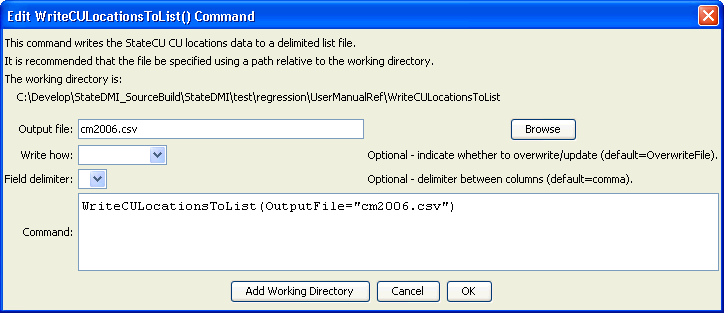 Edit WriteCULocationsToList() Command
This command writes the StateCU CU locations data to a delimited list file.
It is recommended that the file be specified using a path relative to the working directory.
The working directory is:
C:\Develop\StateDMI_SourceBuild\StateDMI\test\regression\UserManualRef\WriteCULocationsToList
Output file: cm2006.csv Browse
Write how: Optional - indicate whether to overwrite/update (default=OverwriteFile).
Field delimiter: Optional - delimiter between columns (default=comma).
WriteCULocationsToList(OutputFile="cm2006.csv")
Command:
Add Working Directory Cancel OK